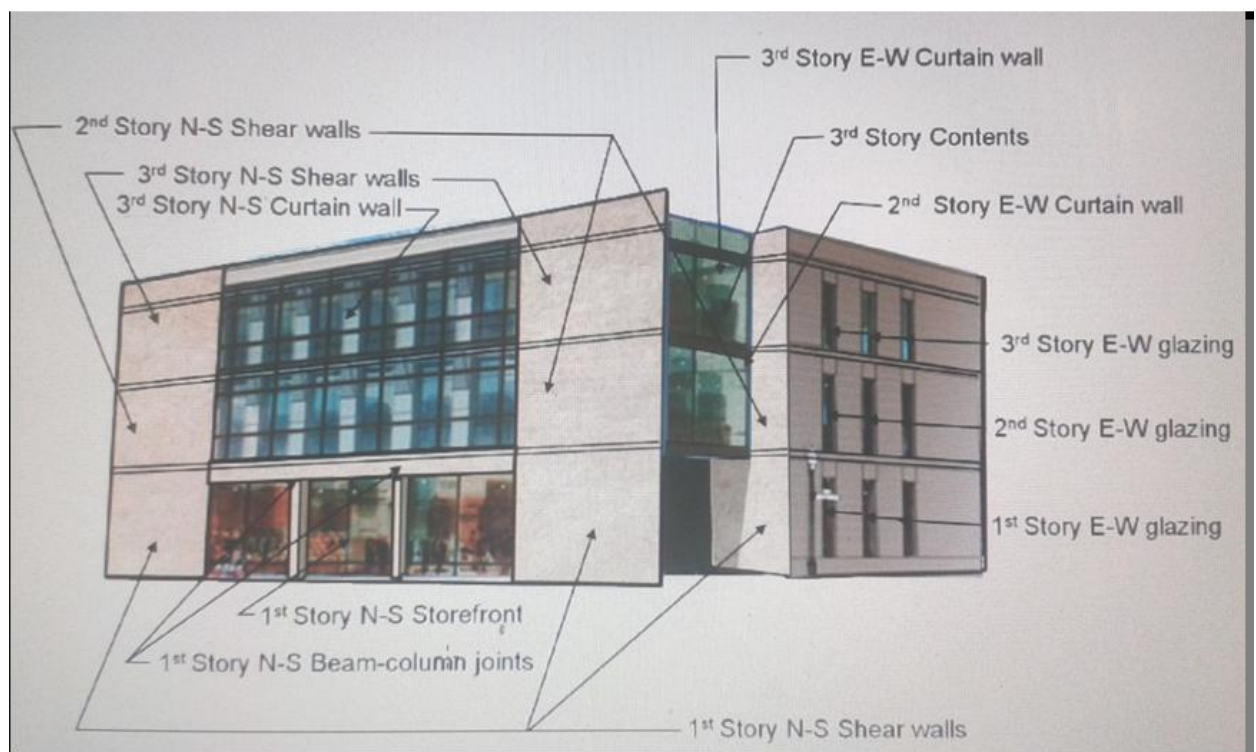 3rd Story E-W Curtain wall
2nd Story N-S Shear walls
3rd Story Contents
3rd Story N-S Shear walls
3rd Story N-S Curtain wall
2nd Story E-W Curtain wall
3rd Story E-W glazing
2nd Story E-W glazing
1st Story E-W glazing
1st Story N-S Storefront
1st Story N-S Beam-column joints
1st Story N-S Shear walls